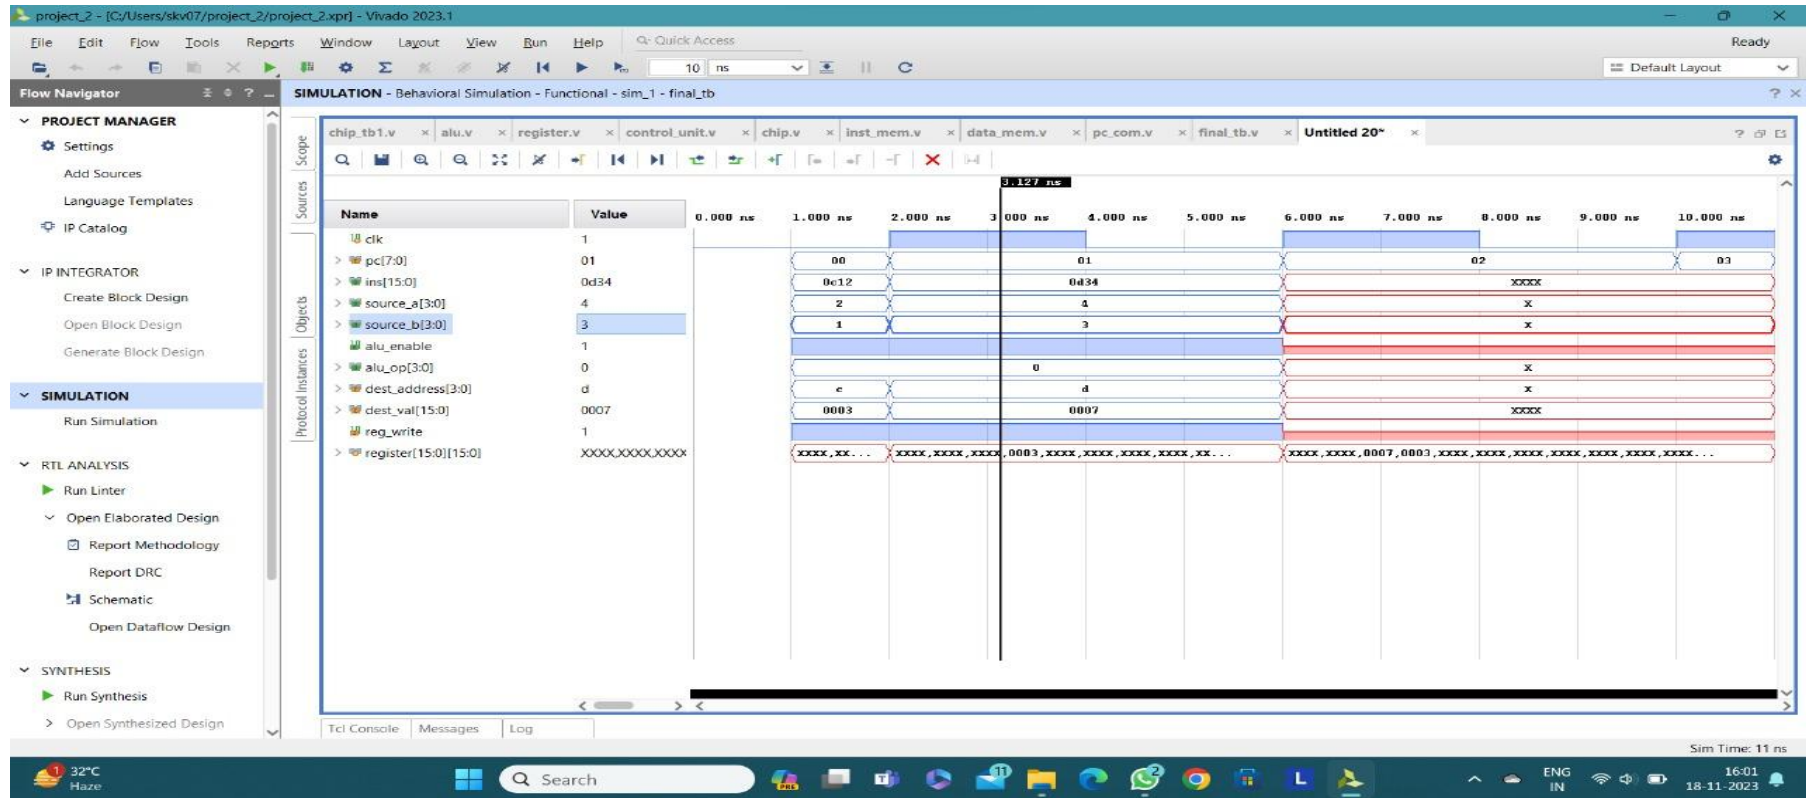 project_2 - [C:/Users/skv07/project_2/project_2.xpr] - Vivado 2023.1
File Edit Flow Tools Reports Window Layout View Run Help Q- Quick Access Ready
10 ns Default Layout
Flow Navigator
SIMULATION - Behavioral Simulation - Functional - sim_1 - final_tb
PROJECT MANAGER
Settings
Add Sources
Language Templates
IP Catalog
IP INTEGRATOR
Create Block Design
Open Block Design
Generate Block Design
SIMULATION
Run Simulation
RTL ANALYSIS
Run Linter
Open Elaborated Design
Report Methodology
Report DRC
Schematic
Open Dataflow Design
SYNTHESIS
Run Synthesis
Open Synthesized Design
Scope
Sources
Objects
Protocol Instances
chip_tb1.v alu.v register.v control_unit.v chip.v inst_mem.v data_mem.v pc_com.v final_tb.v Untitled 20*
3.127 ns
Name Value 0.000 ns 1.000 ns 2.000 ns 3.000 ns 4.000 ns 5.000 ns 6.000 ns 7.000 ns 8.000 ns 9.000 ns 10.000 ns
clk 1
pc[7:0] 01 00 01 02 03
ins[15:0] 0d34 0c12 0d34 XXXX
source_a[3:0] 4 2 4 X
source_b[3:0] 3 1 3 X
alu_enable 1
alu_op[3:0] 0 0 X
dest_address[3:0] d c d X
dest_val[15:0] 0007 0003 0007 XXXX
reg_write 1
register[15:0][15:0] XXXX,XXXX,XXXX XXXX,XX... XXXX,XXXX,XXXX,0003,XXXX,XXXX,XXXX,XXXX,XX... XXXX,XXXX,0007,0003,XXXX,XXXX,XXXX,XXXX,XXXX,XXXX,XXXX...
Tcl Console Messages Log
Sim Time: 11 ns
1
32°C
Haze
Search
PRE
11
2
L
ENG
IN
16:01
18-11-2023